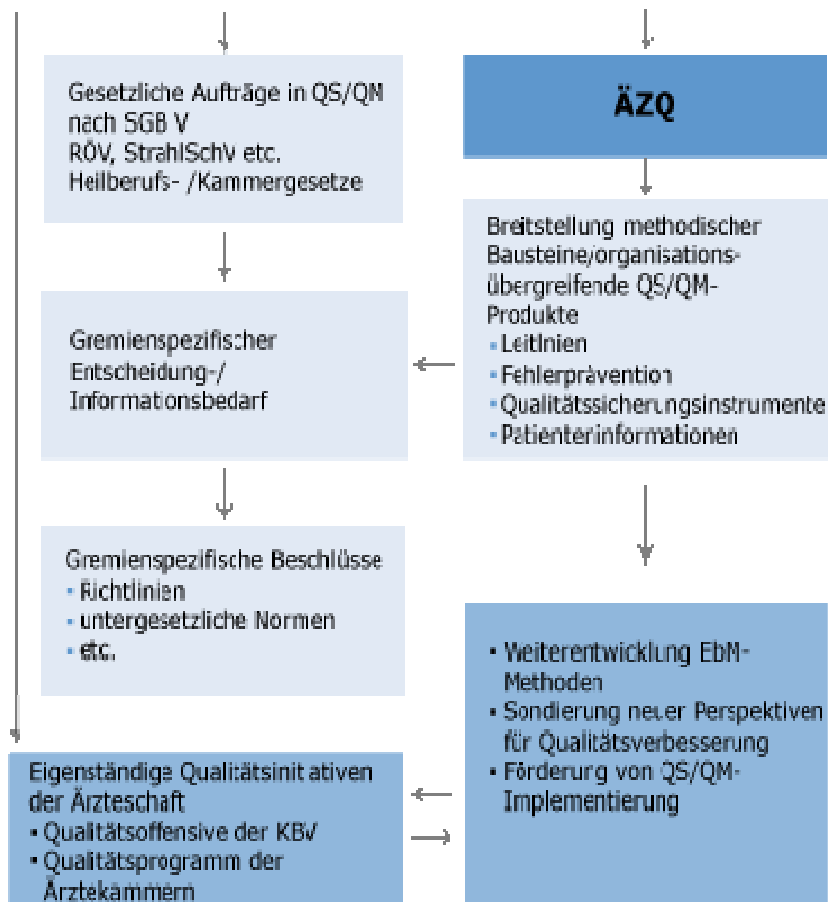 Gesetzliche Aufträge in QS/QM
nach SGB V
RÖV, StrahlSchV etc.
Heilberufs- /Kammergesetze
Gremienspezifischer
Entscheidung-/
Informationsbedarf
Gremienspezifische Beschlüsse
▪ Richtlinien
▪ untergesetzliche Normen
▪ etc.
Eigenständige Qualitätsinitiativen
der Ärzteschaft
▪ Qualitätsoffensive der KBV
▪ Qualitätsprogramm der
Ärztekammern
ÄZQ
Breitstellung methodischer
Bausteine/organisations-
übergreifende QS/QM-
Produkte
▪ Leitlnien
▪ Fehlerprävention
▪ Qualitätssicherungsinstrumente
▪ Patienteninformationen
▪ Weiterentwicklung EbM-
Methoden
▪ Sondierung neuer Perspektiven
für Qualitätsverbesserung
▪ Förderung von QS/QM-
Implementierung